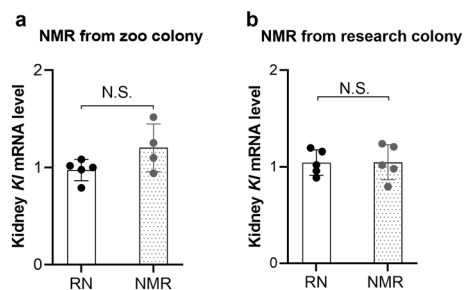 a
NMR from zoo colony
Kidney Kl mRNA level
2
1
0
N.S.
RN
NMR
b
NMR from research colony
Kidney Kl mRNA level
2
1
0
N.S.
RN
NMR